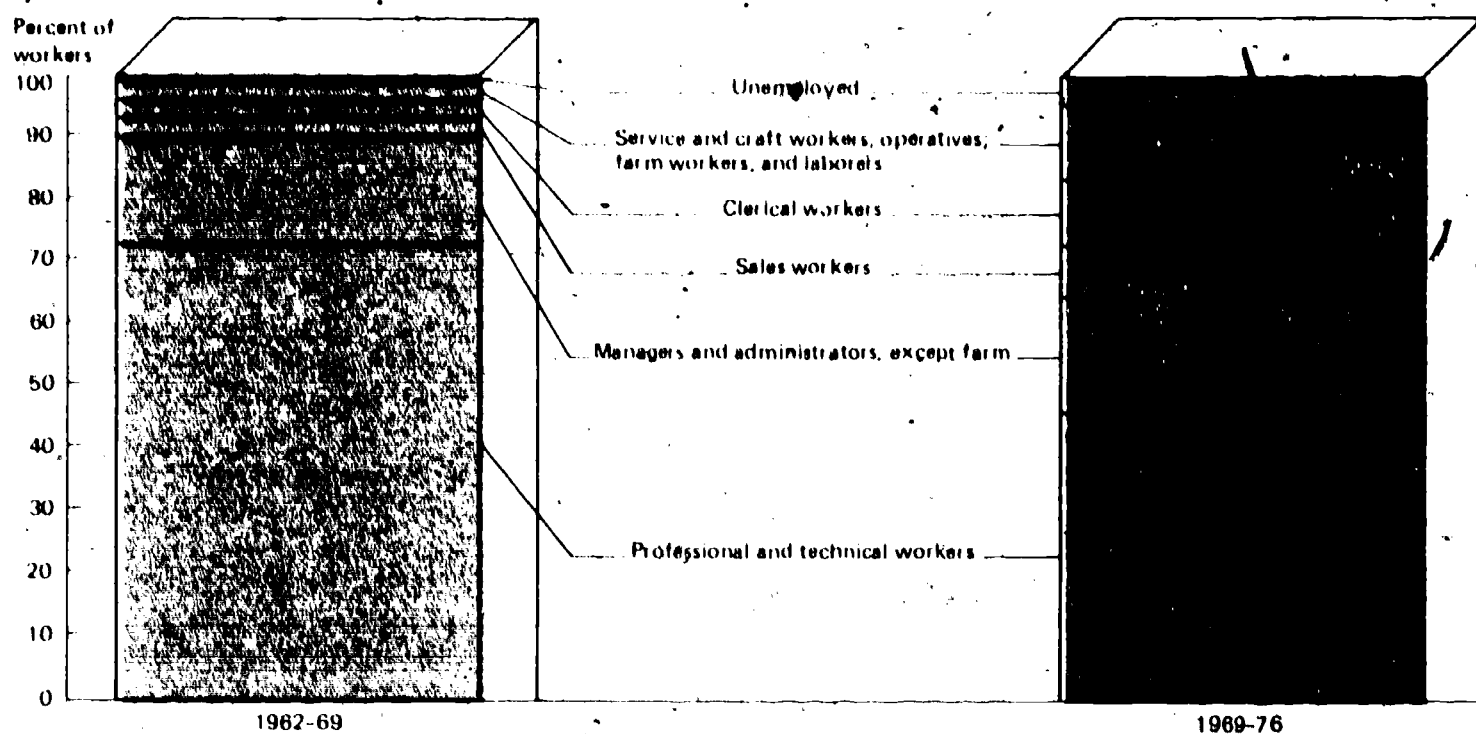 Percent of
workers
100
90
80
70
60
50
40
30
20
10
0
Unemployed
Service and craft workers, operatives;
farm workers, and laborers
Clerical workers
Sales workers
Managers and administrators, except farm
Professional and technical workers
1962-69
1969-76